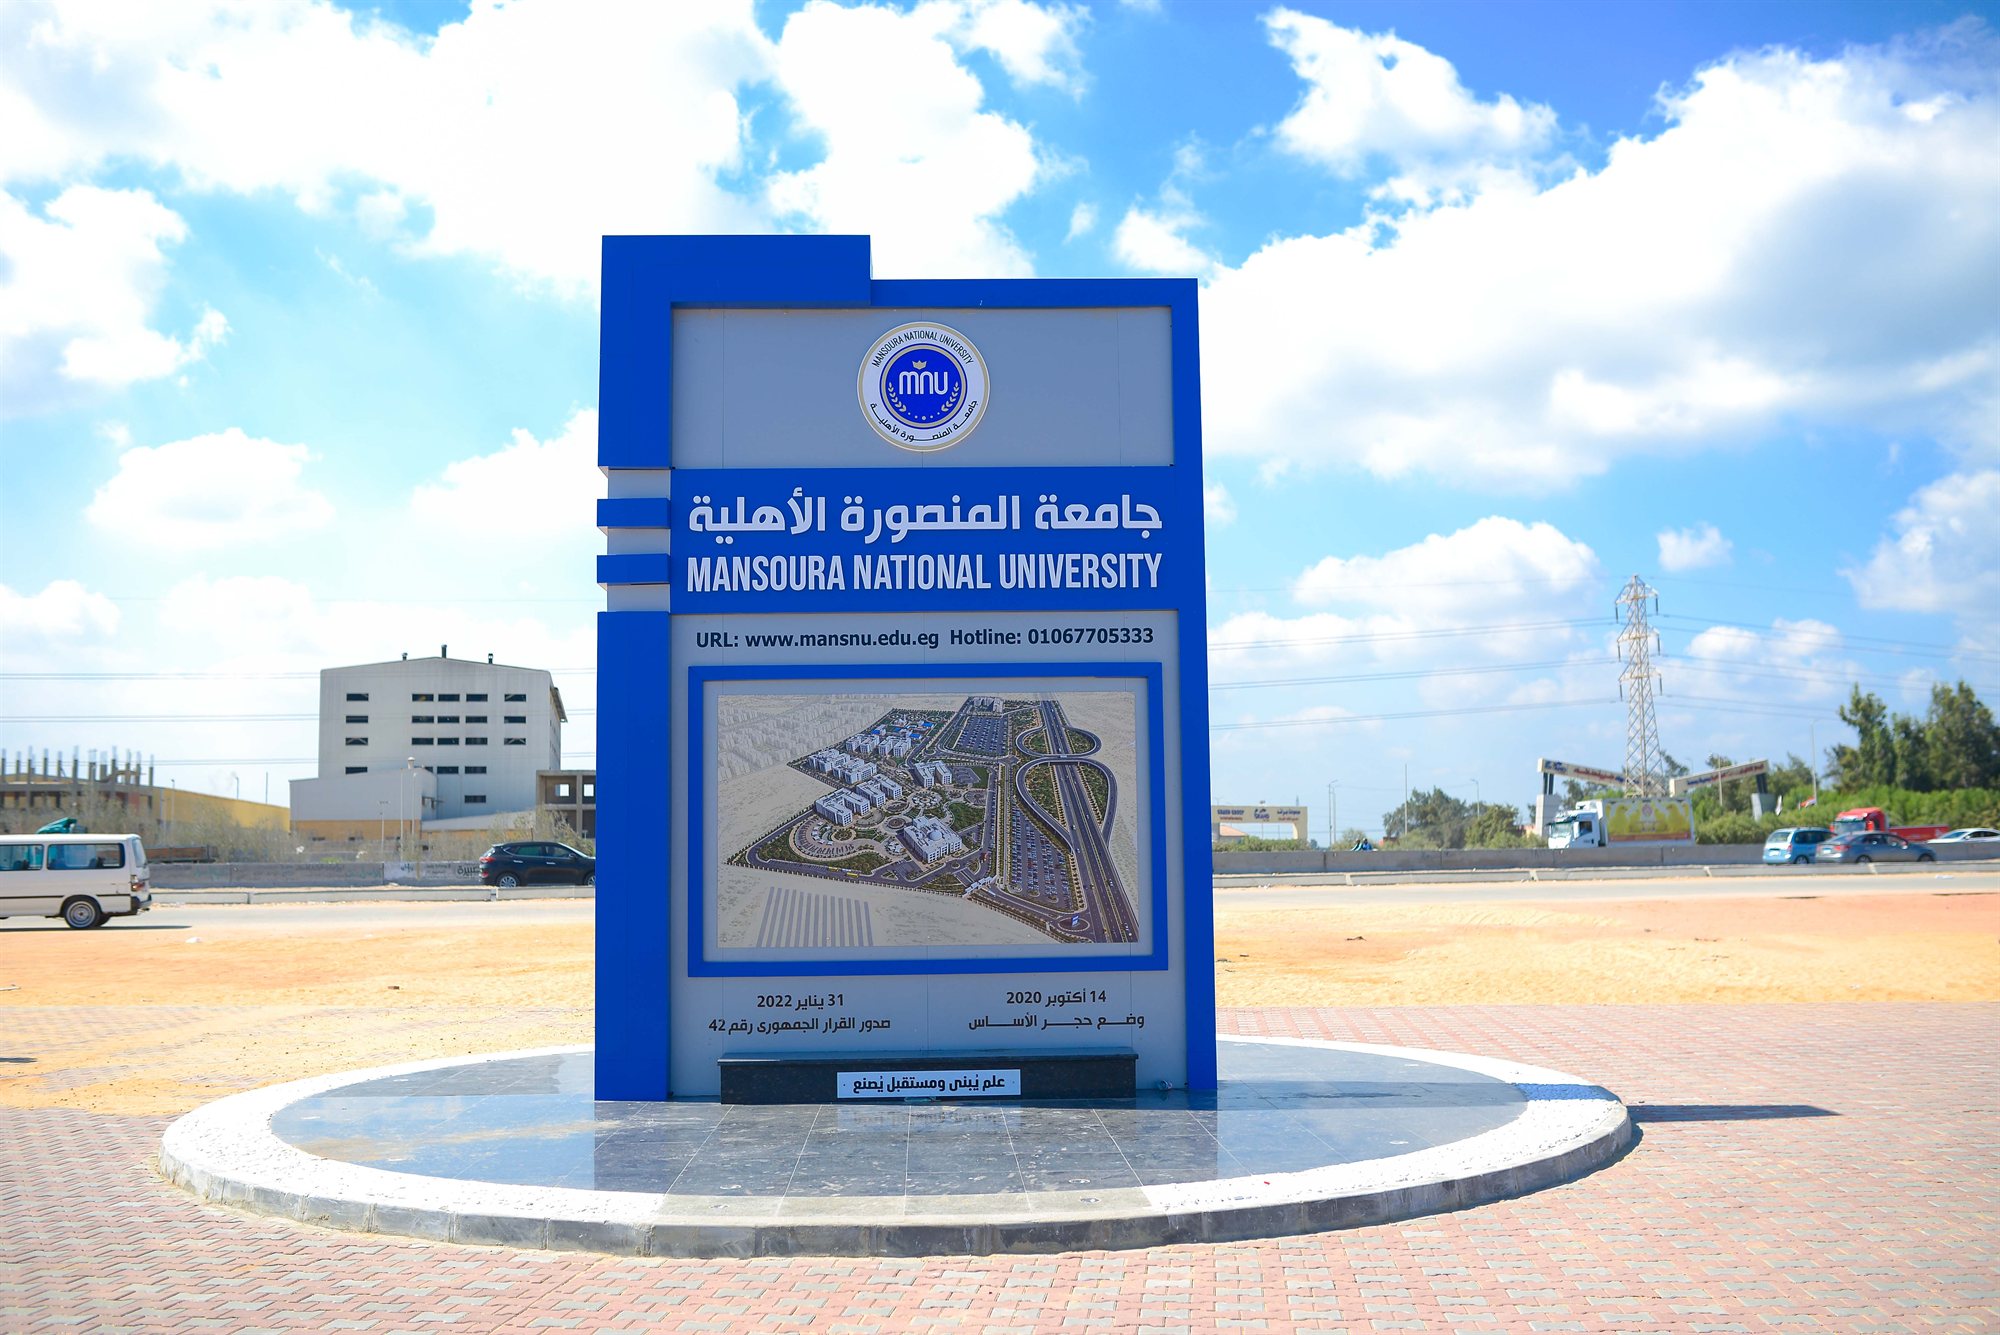 MANSOURA NATIONAL UNIVERSITY
mnu
جامعة المنصورة الأهلية
جامعة المنصورة الأهلية
MANSOURA NATIONAL UNIVERSITY
URL: www.mansnu.edu.eg Hotline: 01067705333
14 أكتوبر 2020
وضع حجر الأساس
31 يناير 2022
صدور القرار الجمهورى رقم 42
علم يُبنى ومستقبل يُصنع